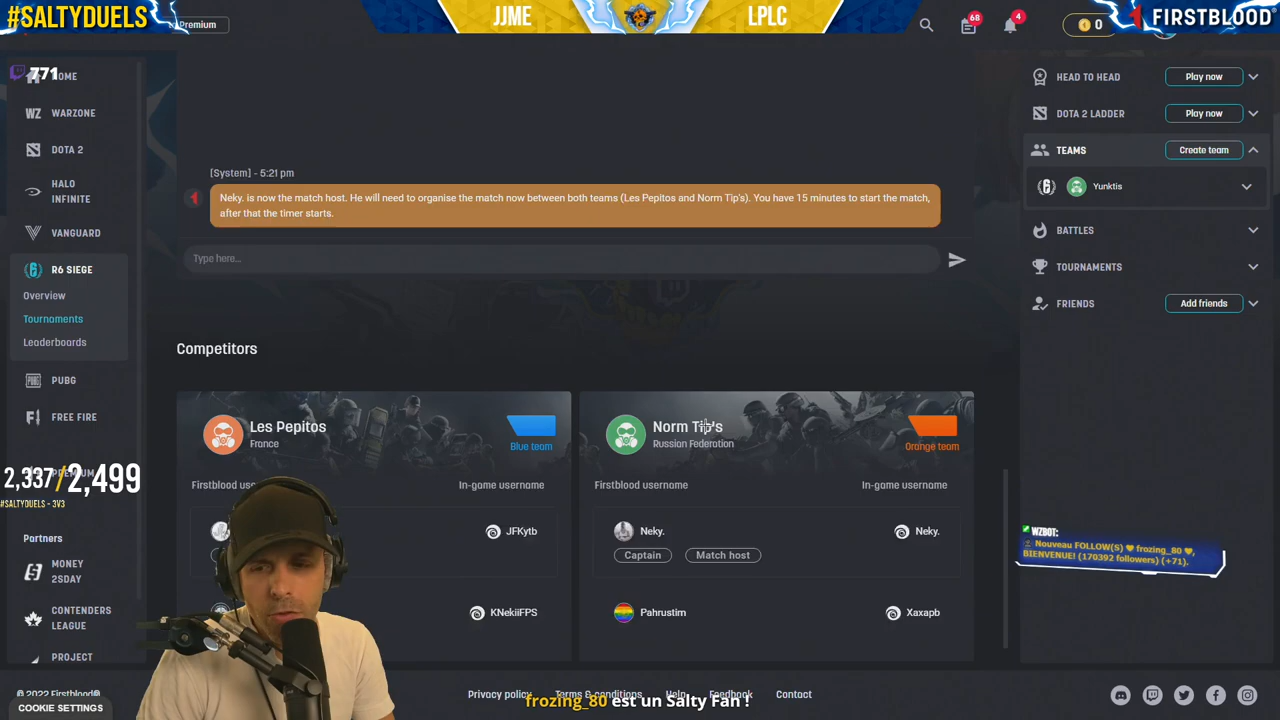 #SALTYDUELS
Premium
JJME
LPLC
68
4
0
FIRSTBLOOD
771
HOME
WARZONE
DOTA 2
HALO
INFINITE
VANGUARD
R6 SIEGE
Overview
Tournaments
Leaderboards
PUBG
FREE FIRE
PREMIUM
2,337/2,499
#SALTYDUELS - 3V3
Partners
MONEY
2SDAY
CONTENDERS
LEAGUE
PROJECT
© 2022 Firstblood®
COOKIE SETTINGS
[System] - 5:21 pm
Neky. is now the match host. He will need to organise the match now between both teams (Les Pepitos and Norm Tip's). You have 15 minutes to start the match,
after that the timer starts.
Type here...
Competitors
Les Pepitos
France
Blue team
Firstblood use
In-game username
JFKytb
KNekiiFPS
Norm Tip's
Russian Federation
Orange team
Firstblood username
In-game username
Neky.
Neky.
Captain
Match host
Pahrustim
Xaxapb
HEAD TO HEAD
Play now
DOTA 2 LADDER
Play now
TEAMS
Create team
Yunktis
BATTLES
TOURNAMENTS
FRIENDS
Add friends
WZBOT:
Nouveau FOLLOW(S) ♥ frozing_80 ♥,
BIENVENUE! (170392 followers) (+71).
Privacy policy
Terms & conditions
Help
Feedback
Contact
frozing_80 est un Salty Fan !